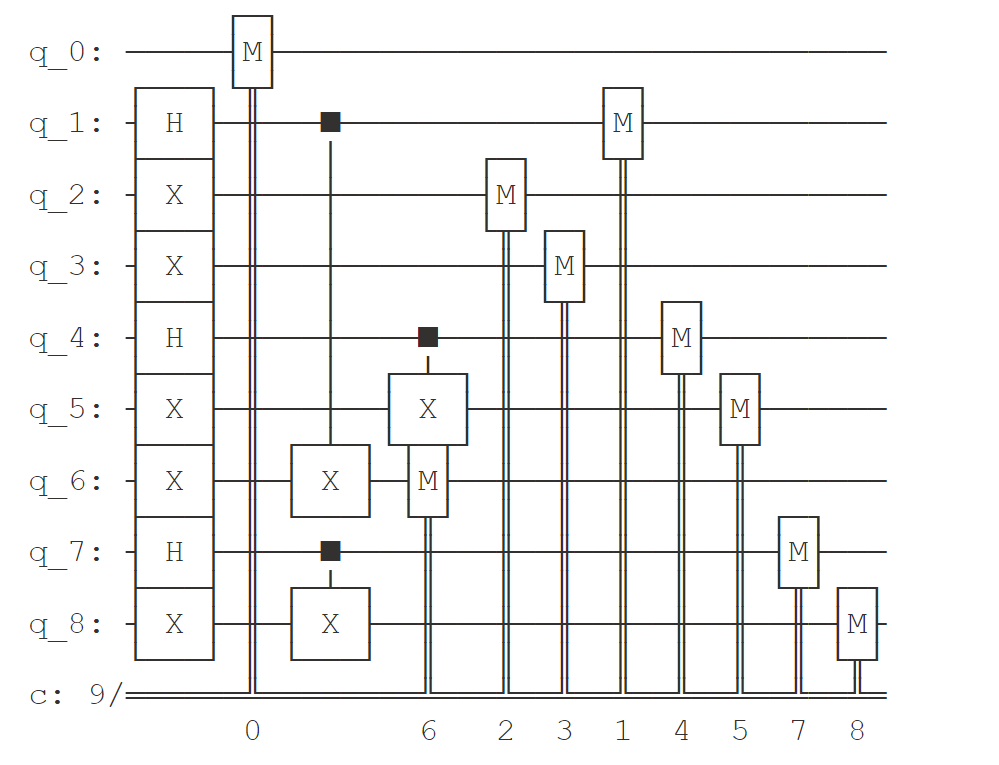 q_0: M
q_1: H M
q_2: X M
q_3: X M
q_4: H M
q_5: X X M
q_6: X X M
q_7: H M
q_8: X X M
c: 9/
0 6 2 3 1 4 5 7 8